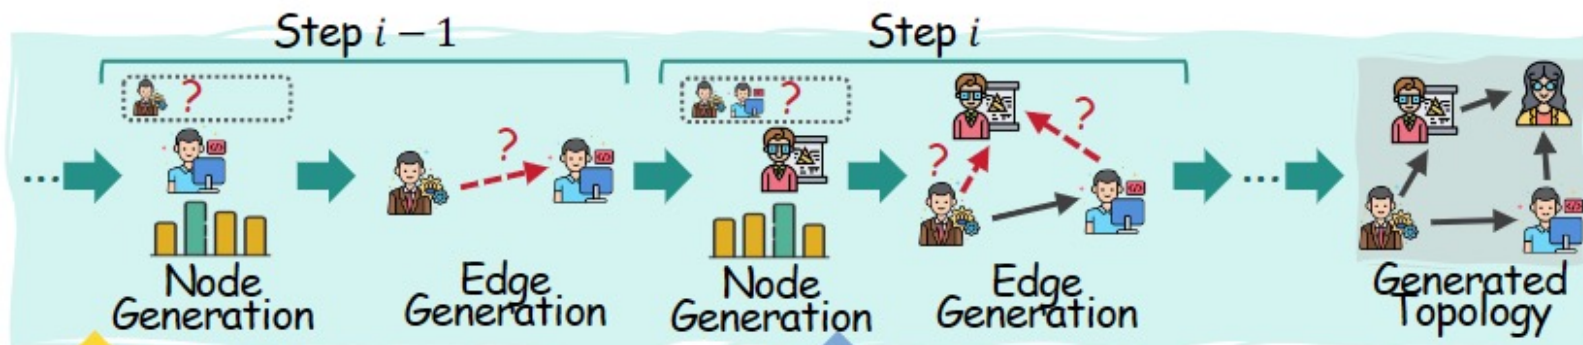 Step i − 1
Step i
?
?
?
?
?
...
...
Node
Generation
Edge
Generation
Node
Generation
Edge
Generation
Generated
Topology